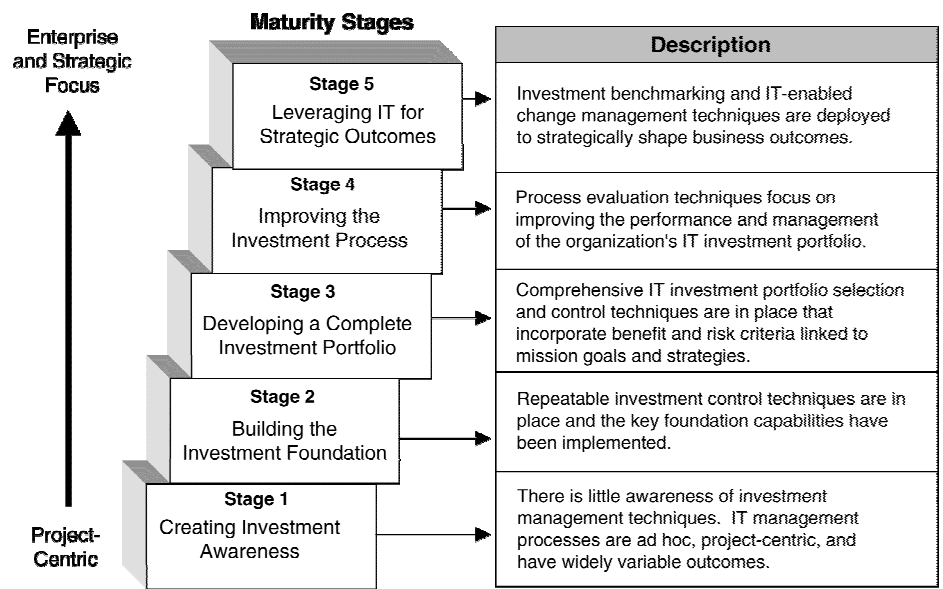 Maturity Stages
Enterprise
and Strategic
Focus
Project-
Centric
Stage 5
Leveraging IT for
Strategic Outcomes
Stage 4
Improving the
Investment Process
Stage 3
Developing a Complete
Investment Portfolio
Stage 2
Building the
Investment Foundation
Stage 1
Creating Investment
Awareness
Description
Investment benchmarking and IT-enabled
change management techniques are deployed
to strategically shape business outcomes.
Process evaluation techniques focus on
improving the performance and management
of the organization's IT investment portfolio.
Comprehensive IT investment portfolio selection
and control techniques are in place that
incorporate benefit and risk criteria linked to
mission goals and strategies.
Repeatable investment control techniques are in
place and the key foundation capabilities have
been implemented.
There is little awareness of investment
management techniques. IT management
processes are ad hoc, project-centric, and
have widely variable outcomes.